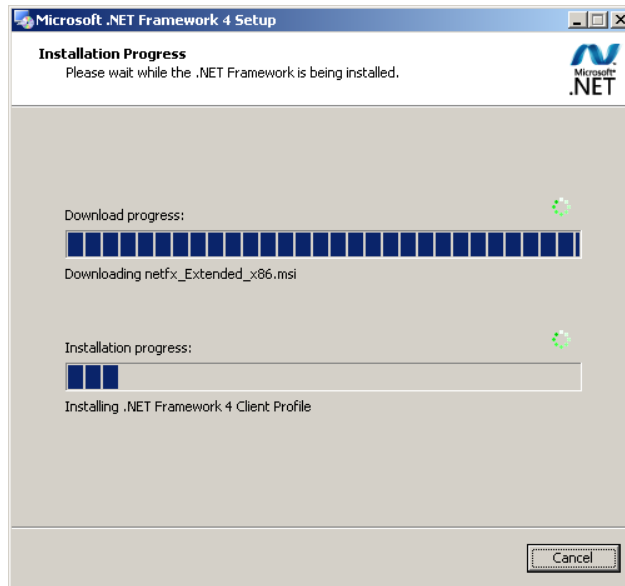 Microsoft .NET Framework 4 Setup
Installation Progress
Please wait while the .NET Framework is being installed.
Microsoft
.NET
Download progress:
Downloading netfx_Extended_x86.msi
Installation progress:
Installing .NET Framework 4 Client Profile
Cancel